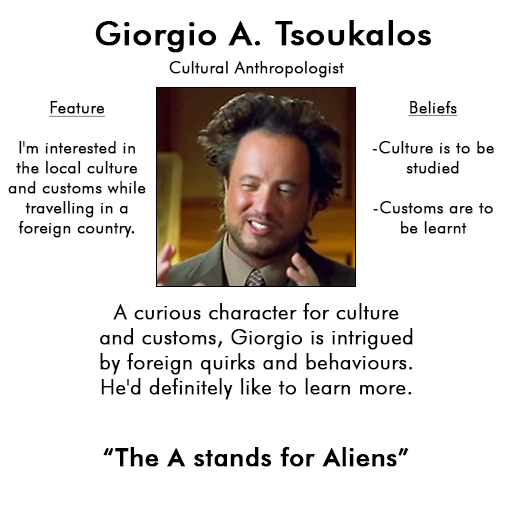 Giorgio A. Tsoukalos
Cultural Anthropologist
Feature
I'm interested in
the local culture
and customs while
travelling in a
foreign country.
Beliefs
-Culture is to be
studied
-Customs are to
be learnt
A curious character for culture
and customs, Giorgio is intrigued
by foreign quirks and behaviours.
He'd definitely like to learn more.
“The A stands for Aliens”